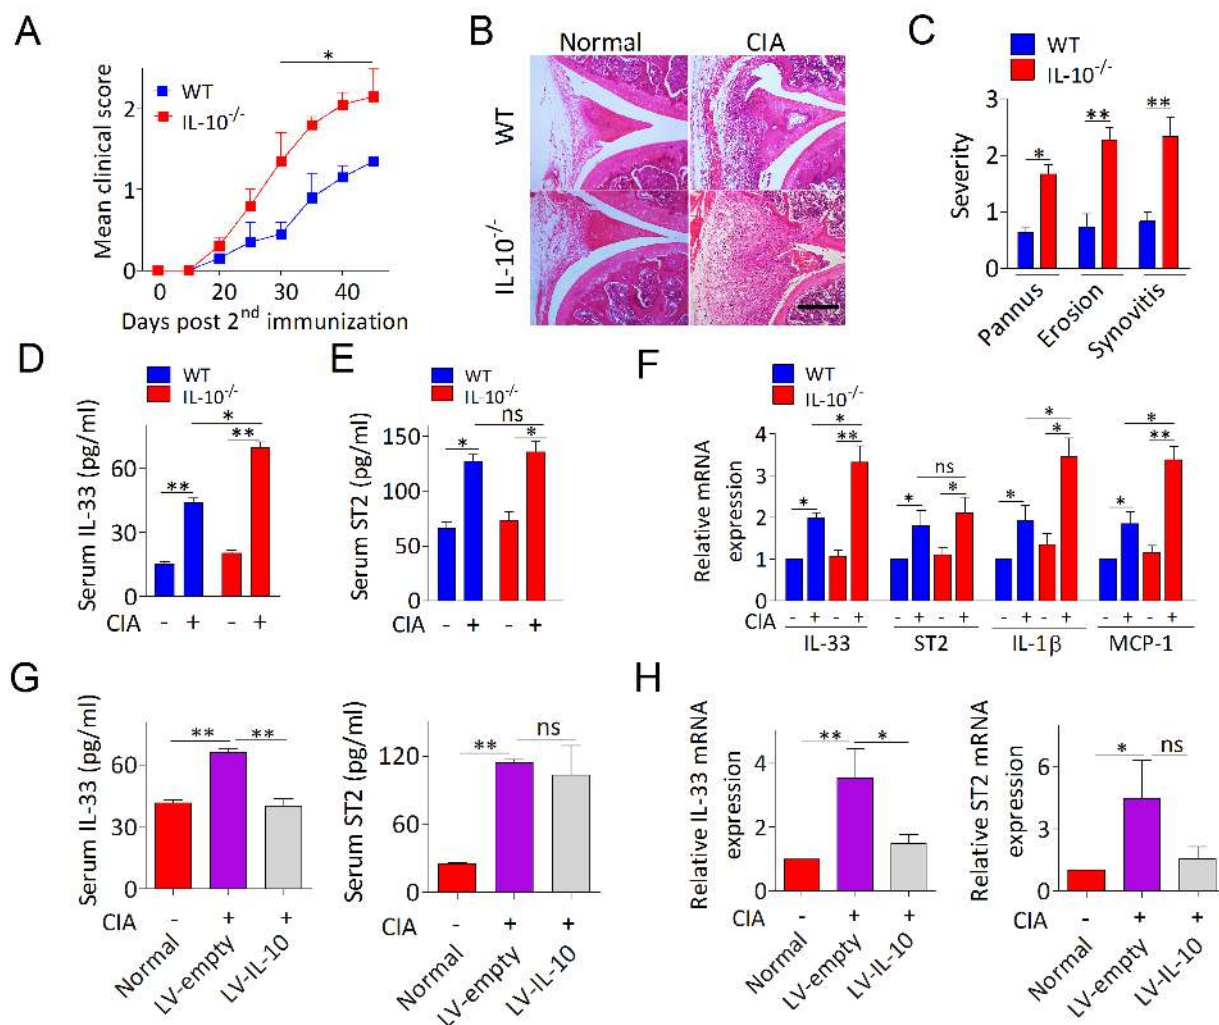 A
WT
IL-10-/-
*
Mean clinical score
2
1
0
0 20 30 40
Days post 2nd immunization
B
Normal CIA
WT
IL-10-/-
C
WT
IL-10-/-
Severity
3
2
1
0
* ** **
Pannus Erosion Synovitis
D
WT
IL-10-/-
Serum IL-33 (pg/ml)
60
30
0
*
** **
CIA - + - +
E
WT
IL-10-/-
Serum ST2 (pg/ml)
150
100
50
0
ns
* *
CIA - + - +
F
WT
IL-10-/-
Relative mRNA
expression
4
3
2
1
0
* ns * *
* ** * * * * * **
CIA - + - + - + - + - + - + - + - +
IL-33 ST2 IL-1β MCP-1
G
Serum IL-33 (pg/ml)
60
30
0
** **
CIA - + +
Normal LV-empty LV-IL-10
Serum ST2 (pg/ml)
120
60
0
** ns
CIA - + +
Normal LV-empty LV-IL-10
H
Relative IL-33 mRNA
expression
4
2
0
** *
CIA - + +
Normal LV-empty LV-IL-10
Relative ST2 mRNA
expression
6
3
0
* ns
CIA - + +
Normal LV-empty LV-IL-10